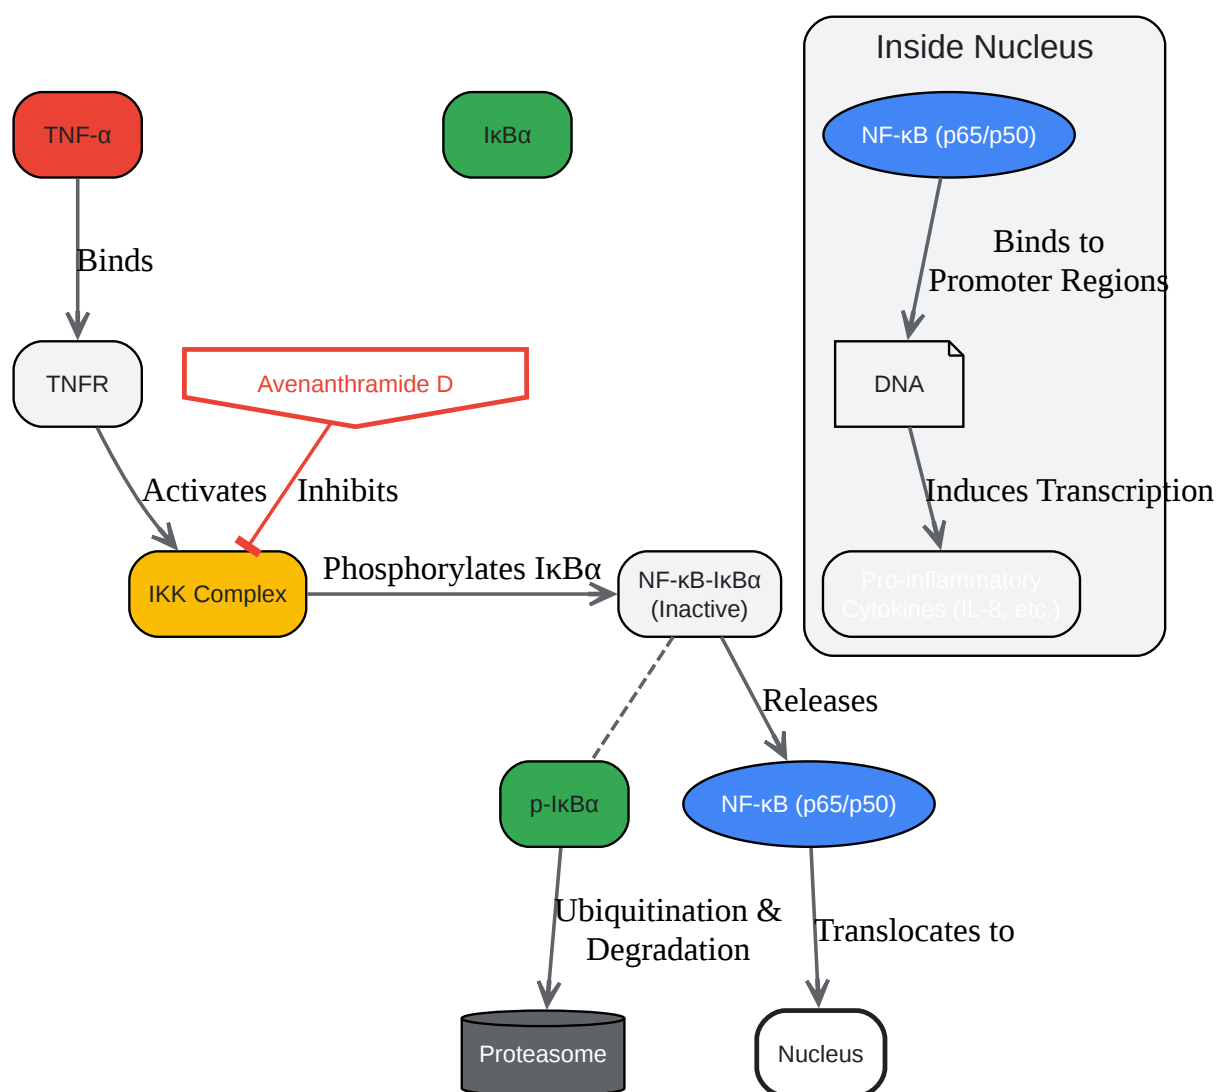 Inside Nucleus
TNF-α
IκBα
NF-κB (p65/p50)
Binds
Binds to
Promoter Regions
TNFR
Avenanthramide D
DNA
Activates
Inhibits
Induces Transcription
IKK Complex
Phosphorylates IκBα
NF-κB-IκBα
(Inactive)
Pro-inflammatory
Cytokines (IL-8, etc.)
Releases
p-IκBα
NF-κB (p65/p50)
Ubiquitination &
Degradation
Translocates to
Proteasome
Nucleus